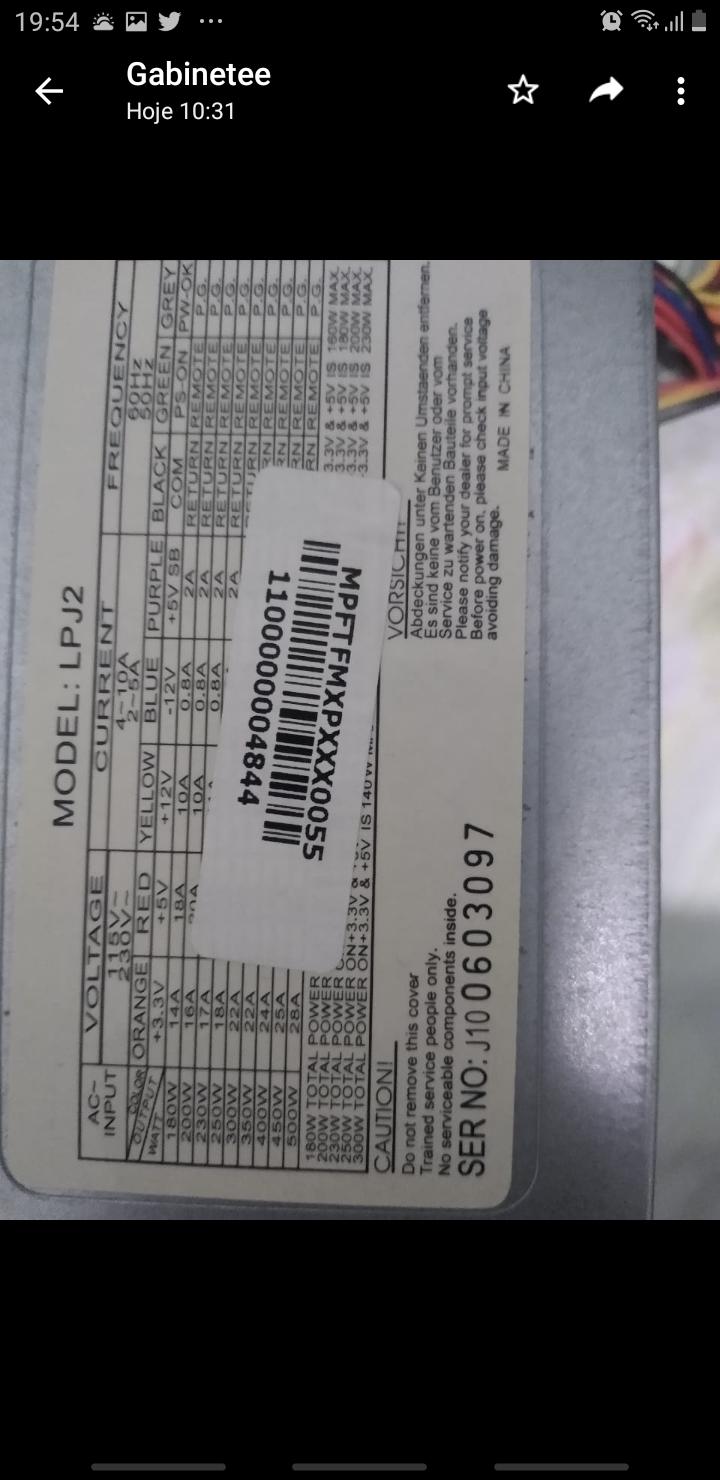 19:54
Gabinetee
Hoje 10:31
MODEL: LPJ2
AC~ INPUT VOLTAGE CURRENT FREQUENCY
115V~ 4~10A 60Hz
230V~ 2~5A 50Hz
COLOR ORANGE RED YELLOW BLUE PURPLE BLACK GREEN GREY
OUTPUT WATT +3.3V +5V +12V -12V +5V SB COM PS-ON PW-OK
180W 14A 18A 10A 0.8A 2A RETURN REMOTE P.G.
200W 16A 10A 0.8A 2A RETURN REMOTE P.G.
230W 17A 0.8A 2A RETURN REMOTE P.G.
250W 18A 2A RETURN REMOTE P.G.
300W 22A REMOTE P.G.
350W 22A REMOTE P.G.
400W 24A REMOTE P.G.
450W 25A REMOTE P.G.
500W 28A REMOTE P.G.
180W TOTAL POWER 3.3V & +5V IS 160W MAX.
200W TOTAL POWER 3.3V & +5V IS 180W MAX.
230W TOTAL POWER 3.3V & +5V IS 200W MAX.
250W TOTAL POWER ON+3.3V & 3.3V & +5V IS 230W MAX.
300W TOTAL POWER ON+3.3V & +5V IS 140W
MPFTFMXPXXX0055
1100000004844
CAUTION!
Do not remove this cover
Trained service people only.
No serviceable components inside.
SER NO: J100603097
VORSICHT!
Abdeckungen unter Keinen Umstaenden entfernen.
Es sind keine vom Benutzer oder vom
Service zu wartenden Bauteile vorhanden.
Please notify your dealer for prompt service
Before power on, please check input voltage
avoiding damage.
MADE IN CHINA